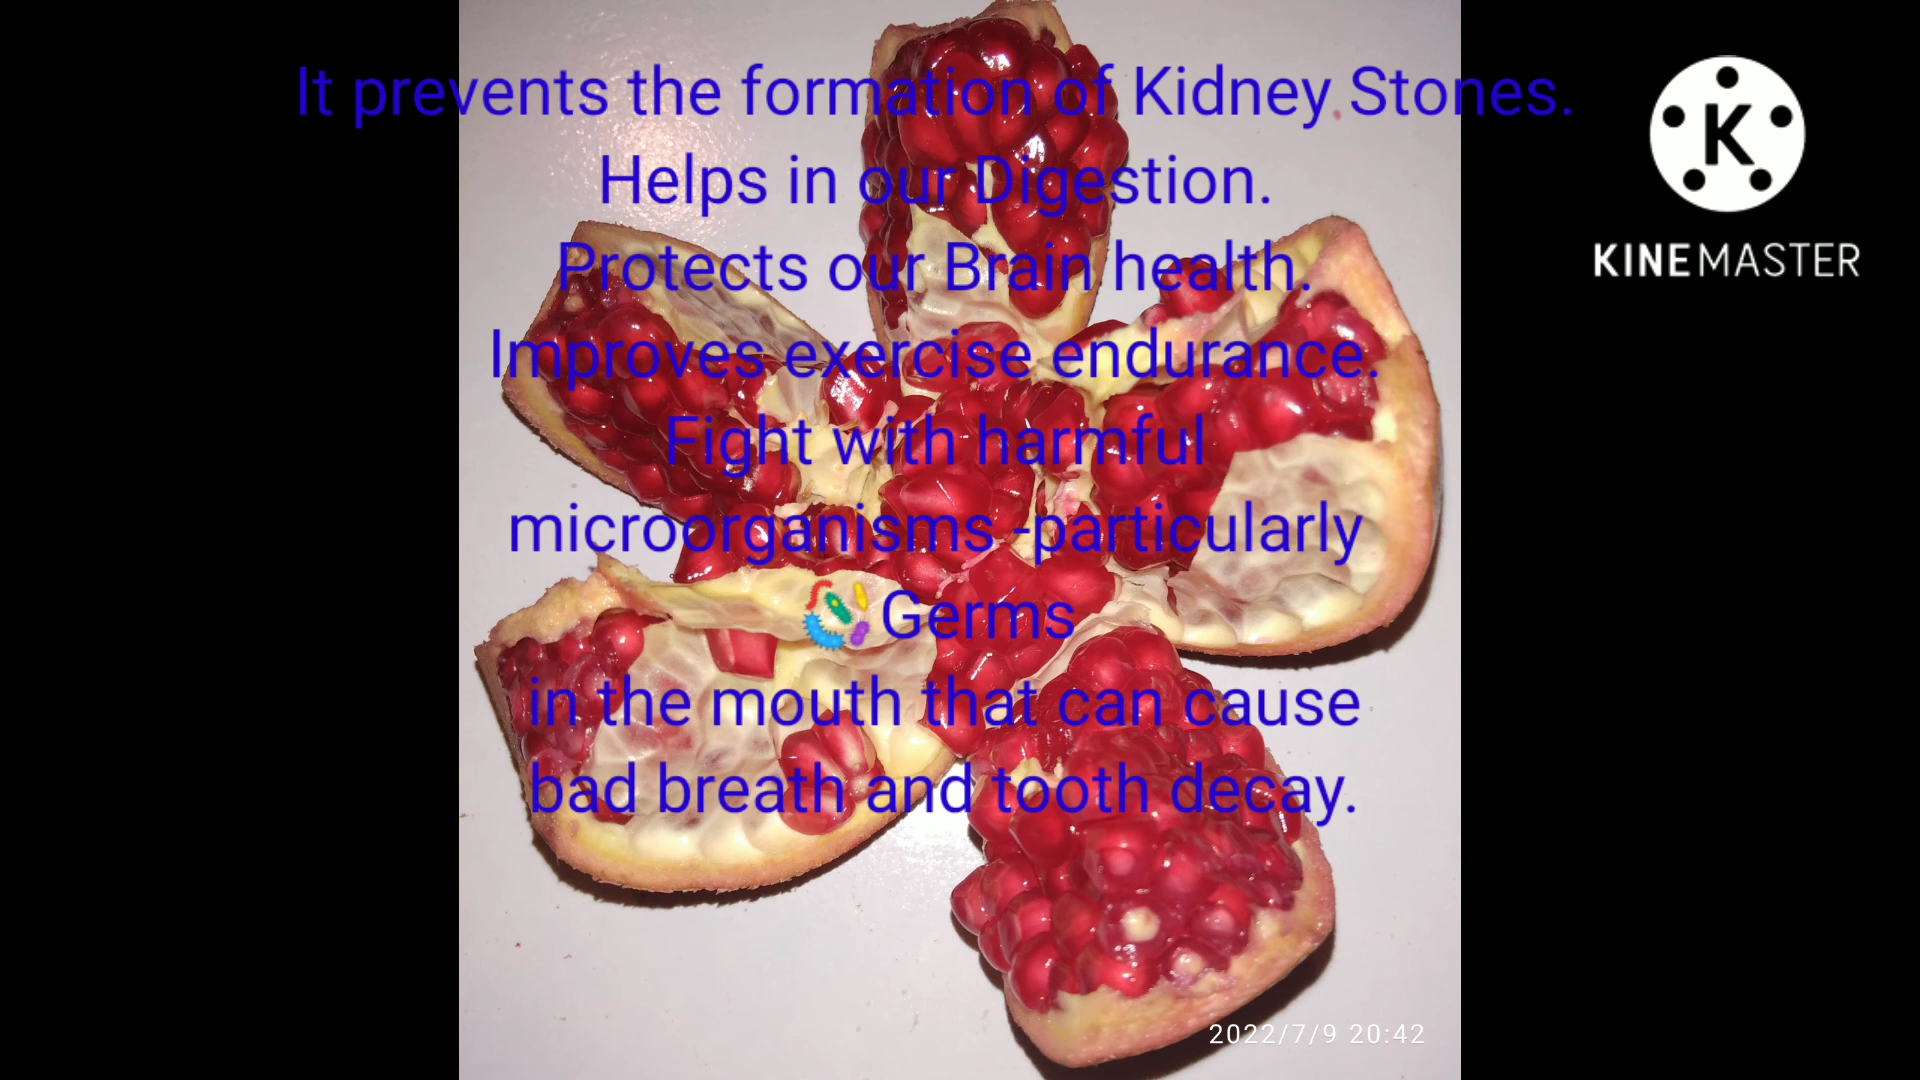 It prevents the formation of Kidney Stones.
Helps in our Digestion.
Protects our Brain health.
Improves exercise endurance.
Fight with harmful
microorganisms -particularly
🦠Germs
in the mouth that can cause
bad breath and tooth decay.
K
KINEMASTER
2022/7/9 20:42